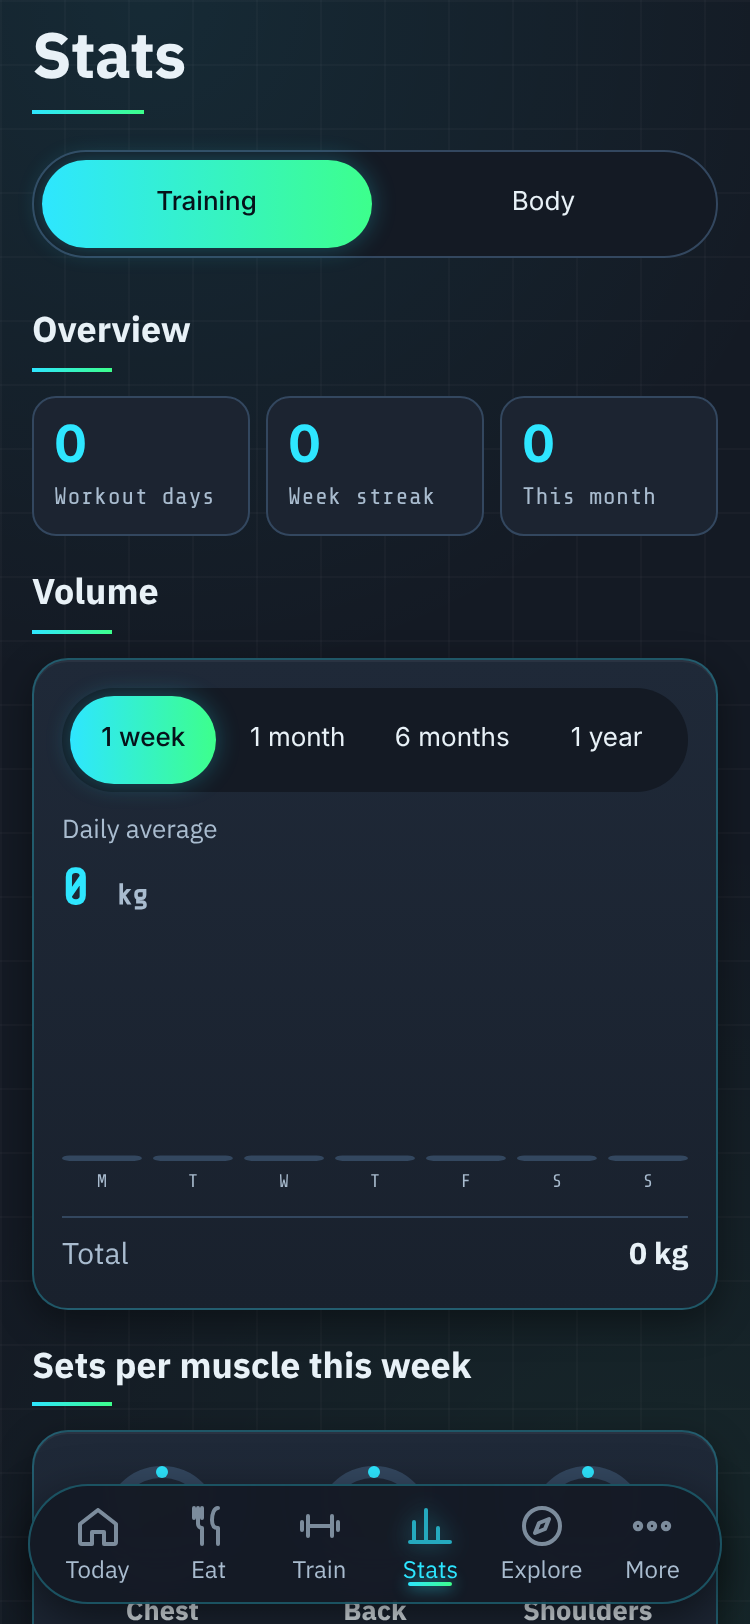 Stats
Training Body
Overview
0 0 0
Workout days Week streak This month
Volume
1 week 1 month 6 months 1 year
Daily average
0 kg
M T W T F S S
Total 0 kg
Sets per muscle this week
Today Eat Train Stats Explore More
Chest Back Shoulders